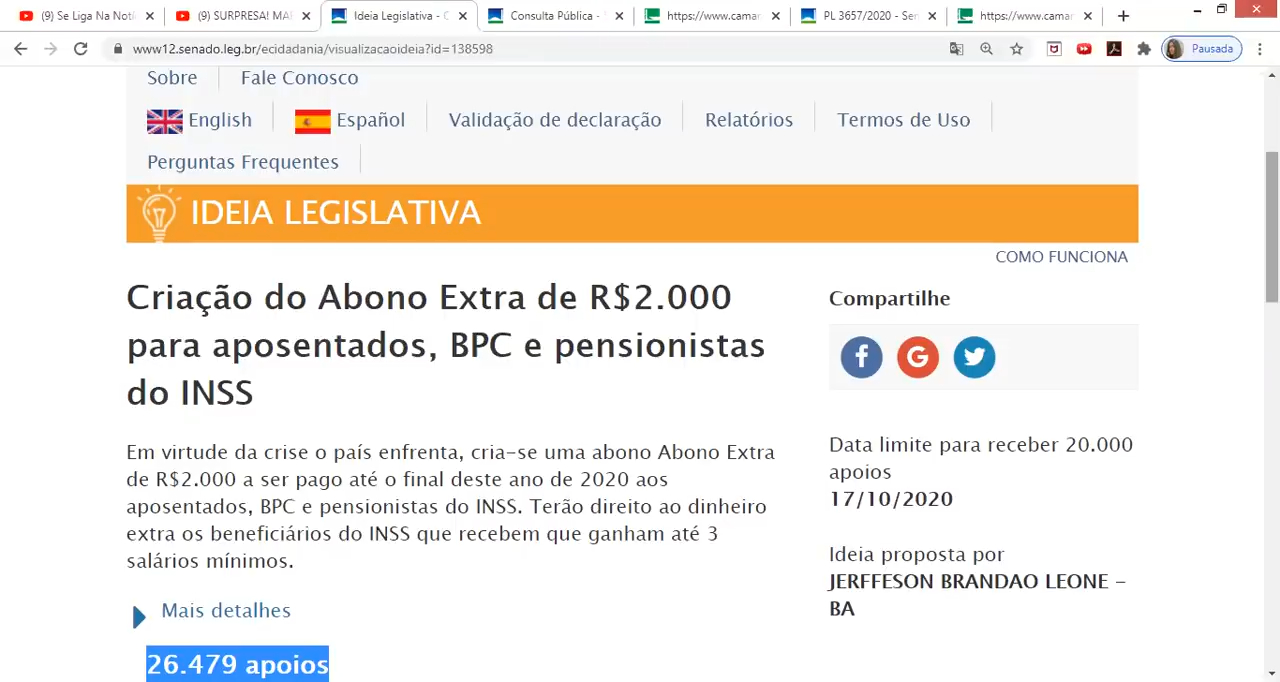 (9) Se Liga Na Notí
(9) SURPRESA! MA
Ideia Legislativa - C
Consulta Pública -
https://www.camar
PL 3657/2020 - Sen
https://www.camar
www12.senado.leg.br/ecidadania/visualizacaoideia?id=138598
Pausada
Sobre
Fale Conosco
English
Español
Validação de declaração
Relatórios
Termos de Uso
Perguntas Frequentes
IDEIA LEGISLATIVA
COMO FUNCIONA
Criação do Abono Extra de R$2.000
para aposentados, BPC e pensionistas
do INSS
Em virtude da crise o país enfrenta, cria-se uma abono Abono Extra
de R$2.000 a ser pago até o final deste ano de 2020 aos
aposentados, BPC e pensionistas do INSS. Terão direito ao dinheiro
extra os beneficiários do INSS que recebem que ganham até 3
salários mínimos.
Mais detalhes
26.479 apoios
Compartilhe
Data limite para receber 20.000
apoios
17/10/2020
Ideia proposta por
JERFFESON BRANDAO LEONE -
BA